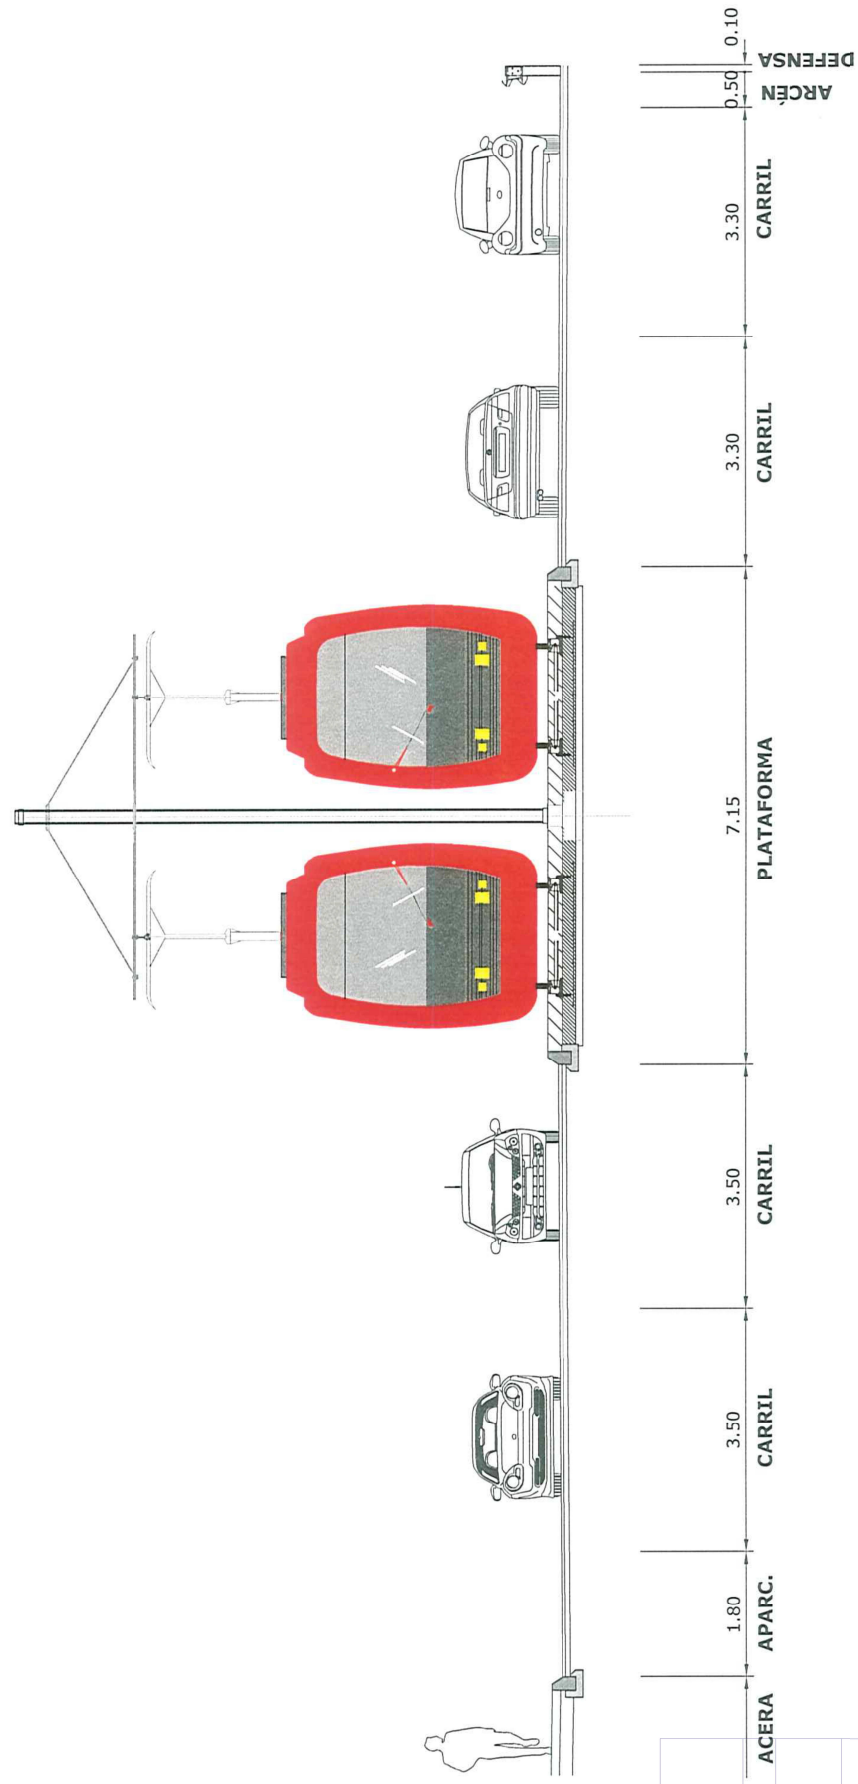 ACERA
1.80
APARC.
3.50
CARRIL
3.50
CARRIL
7.15
PLATAFORMA
3.30
CARRIL
3.30
CARRIL
0.50
ARCÉN
0.10
DEFENSA